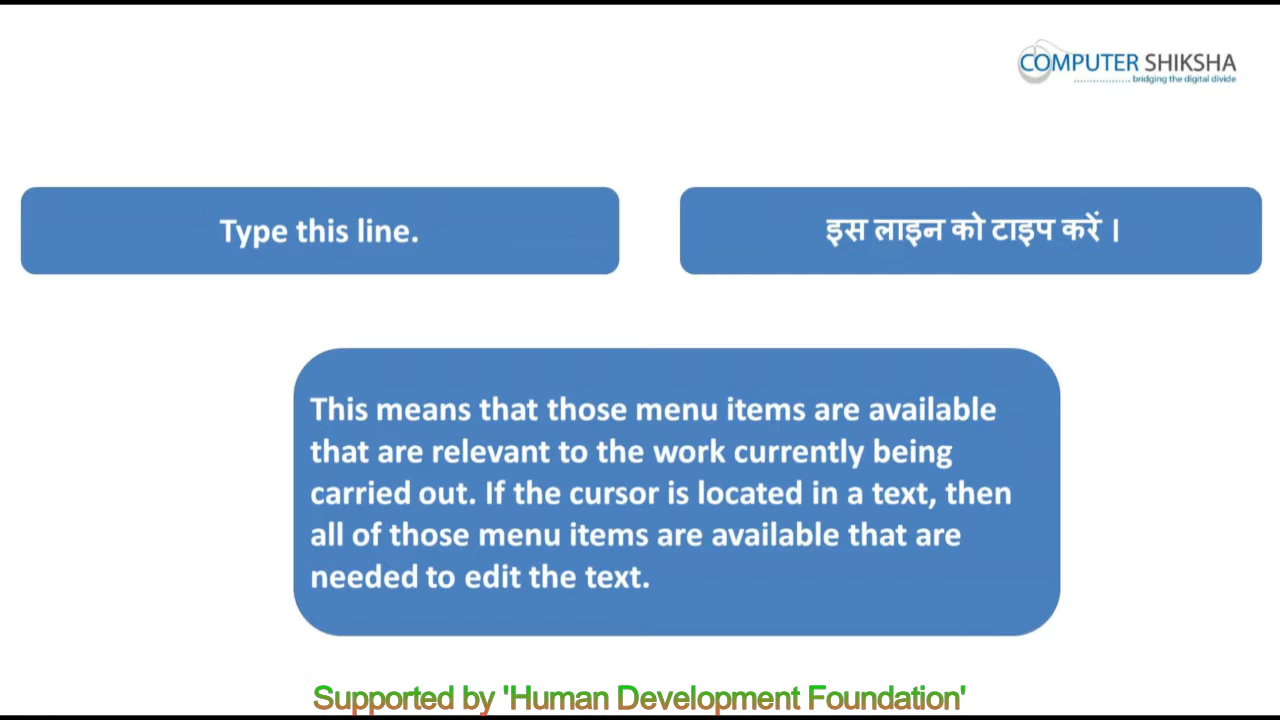 COMPUTER SHIKSHA
bridging the digital divide
Type this line.
इस लाइन को टाइप करें ।
This means that those menu items are available
that are relevant to the work currently being
carried out. If the cursor is located in a text, then
all of those menu items are available that are
needed to edit the text.
Supported by 'Human Development Foundation'